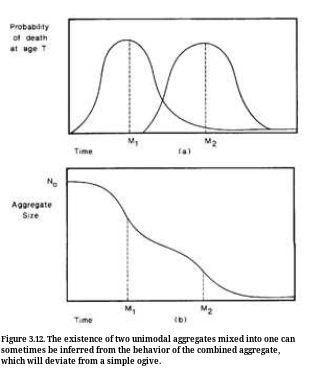 Probability
of death
at age T
M1
M2
Time
(a)
No
Aggregate
Size
M1
M2
Time
(b)
Figure 3.12. The existence of two unimodal aggregates mixed into one can
sometimes be inferred from the behavior of the combined aggregate,
which will deviate from a simple ogive.